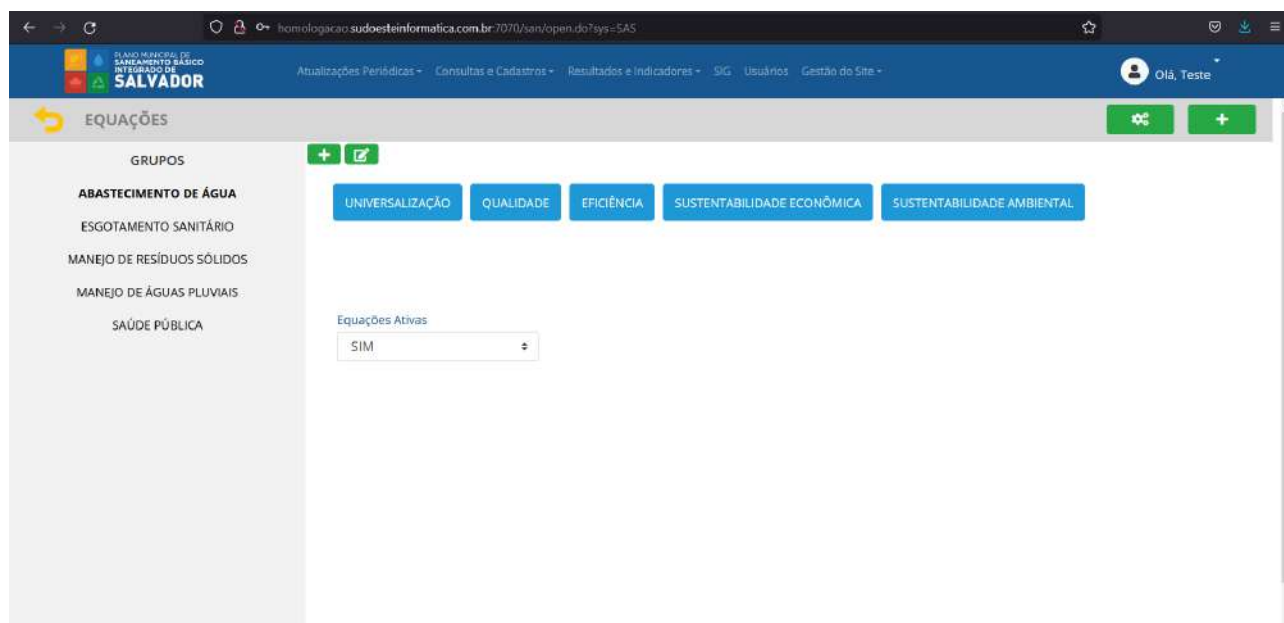 homologacao.sudoesteinformatica.com.br:7070/san/open.do?sys=SAS
PLANO MUNICIPAL DE
SANEAMENTO BÁSICO
INTEGRADO DE
SALVADOR
Atualizações Periódicas Consultas e Cadastros Resultados e Indicadores SIG Usuários Gestão do Site
Olá, Teste
EQUAÇÕES
GRUPOS
ABASTECIMENTO DE ÁGUA
ESGOTAMENTO SANITÁRIO
MANEJO DE RESÍDUOS SÓLIDOS
MANEJO DE ÁGUAS PLUVIAIS
SAÚDE PÚBLICA
UNIVERSALIZAÇÃO QUALIDADE EFICIÊNCIA SUSTENTABILIDADE ECONÔMICA SUSTENTABILIDADE AMBIENTAL
Equações Ativas
SIM